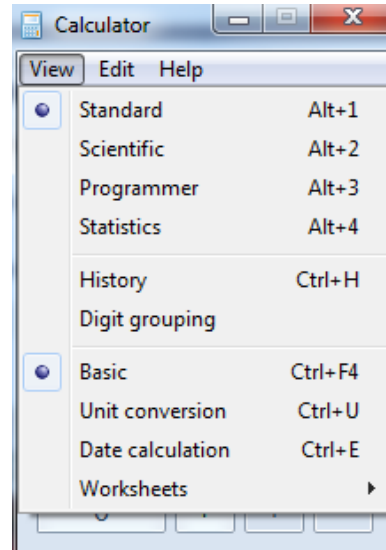 Calculator
View Edit Help
Standard Alt+1
Scientific Alt+2
Programmer Alt+3
Statistics Alt+4
History Ctrl+H
Digit grouping
Basic Ctrl+F4
Unit conversion Ctrl+U
Date calculation Ctrl+E
Worksheets